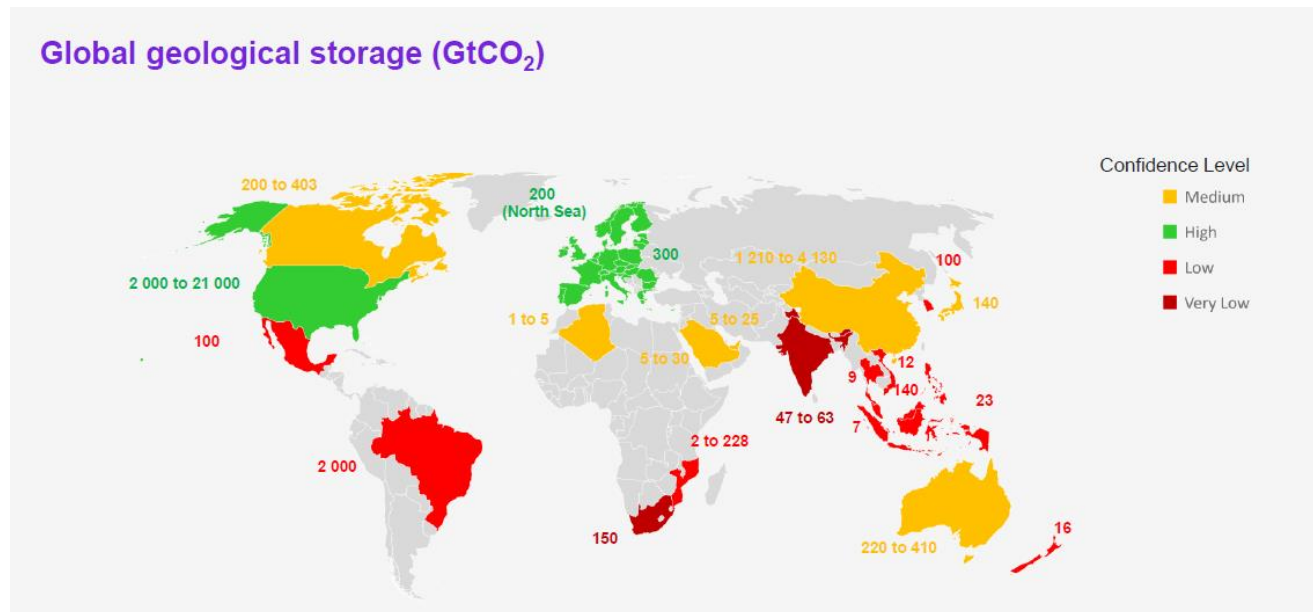 Global geological storage (GtCO₂)
Confidence Level
Medium
High
Low
Very Low
200 to 403
200
(North Sea)
300
1 210 to 4 130
100
2 000 to 21 000
140
1 to 5
5 to 25
100
5 to 30
12
9
140
23
47 to 63
7
2 to 228
2 000
150
16
220 to 410